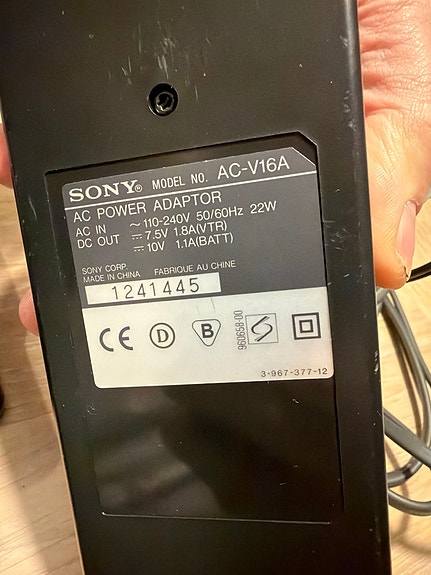 SONY® MODEL NO. AC-V16A
AC POWER ADAPTOR
AC IN ~ 110-240V 50/60Hz 22W
DC OUT ⎓ 7.5V 1.8A(VTR)
⎓ 10V 1.1A(BATT)
SONY CORP.
MADE IN CHINA FABRIQUE AU CHINE
1241445
CE D B 960658-00 S
3-967-377-12